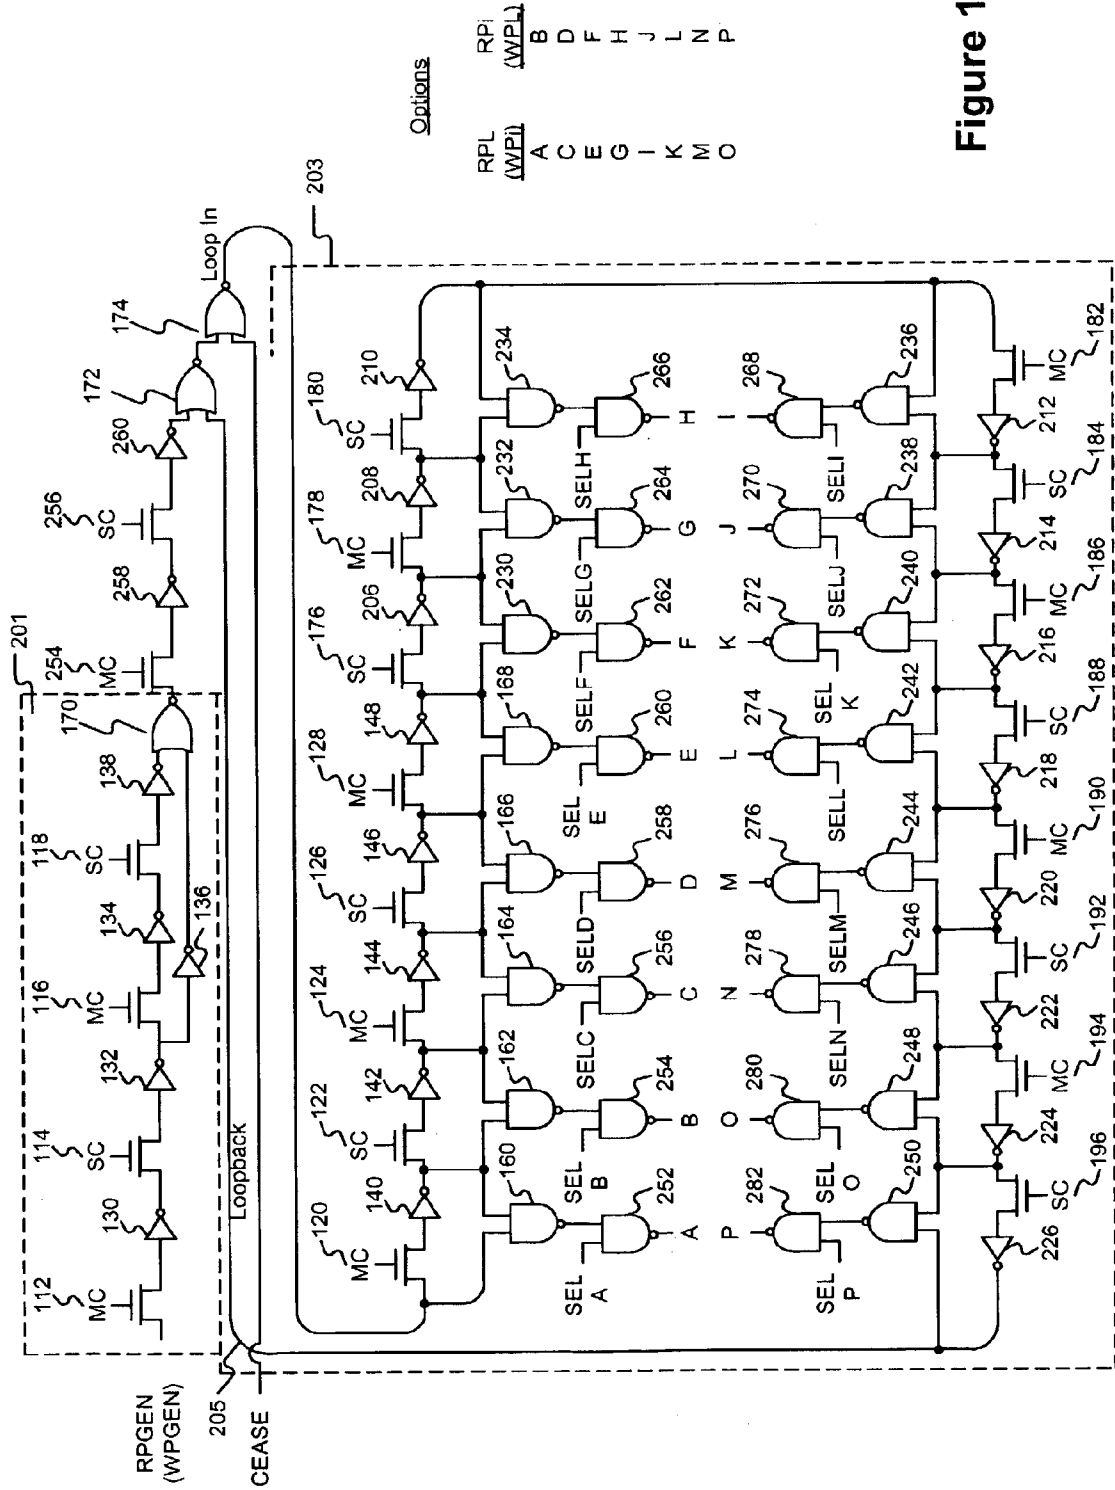 201
112
MC
130
114
SC
132
116
MC
134
118
SC
138
136
170
254
MC
258
256
SC
260
172
174
Loop In
RPGEN
(WPGEN)
205
CEASE
Loopback
203
120
MC
140
122
SC
142
124
MC
144
126
SC
146
128
MC
148
176
SC
206
178
MC
208
180
SC
210
160
162
164
166
168
230
232
234
SEL
A
SEL
B
SELC
SELD
SEL
E
SELF
SELG
SELH
252
254
256
258
260
262
264
266
A
B
C
D
E
F
G
H
P
O
N
M
L
K
J
I
282
280
278
276
274
272
270
268
SEL
P
SEL
O
SELN
SELM
SELL
SEL
K
SELJ
SELI
250
248
246
244
242
240
238
236
226
SC
196
224
MC
194
222
SC
192
220
MC
190
218
SC
188
216
MC
186
214
SC
184
212
MC
182
Options
RPL
(WPi)
RPi
(WPL)
A B
C D
E F
G H
I J
K L
M N
O P
Figure 1